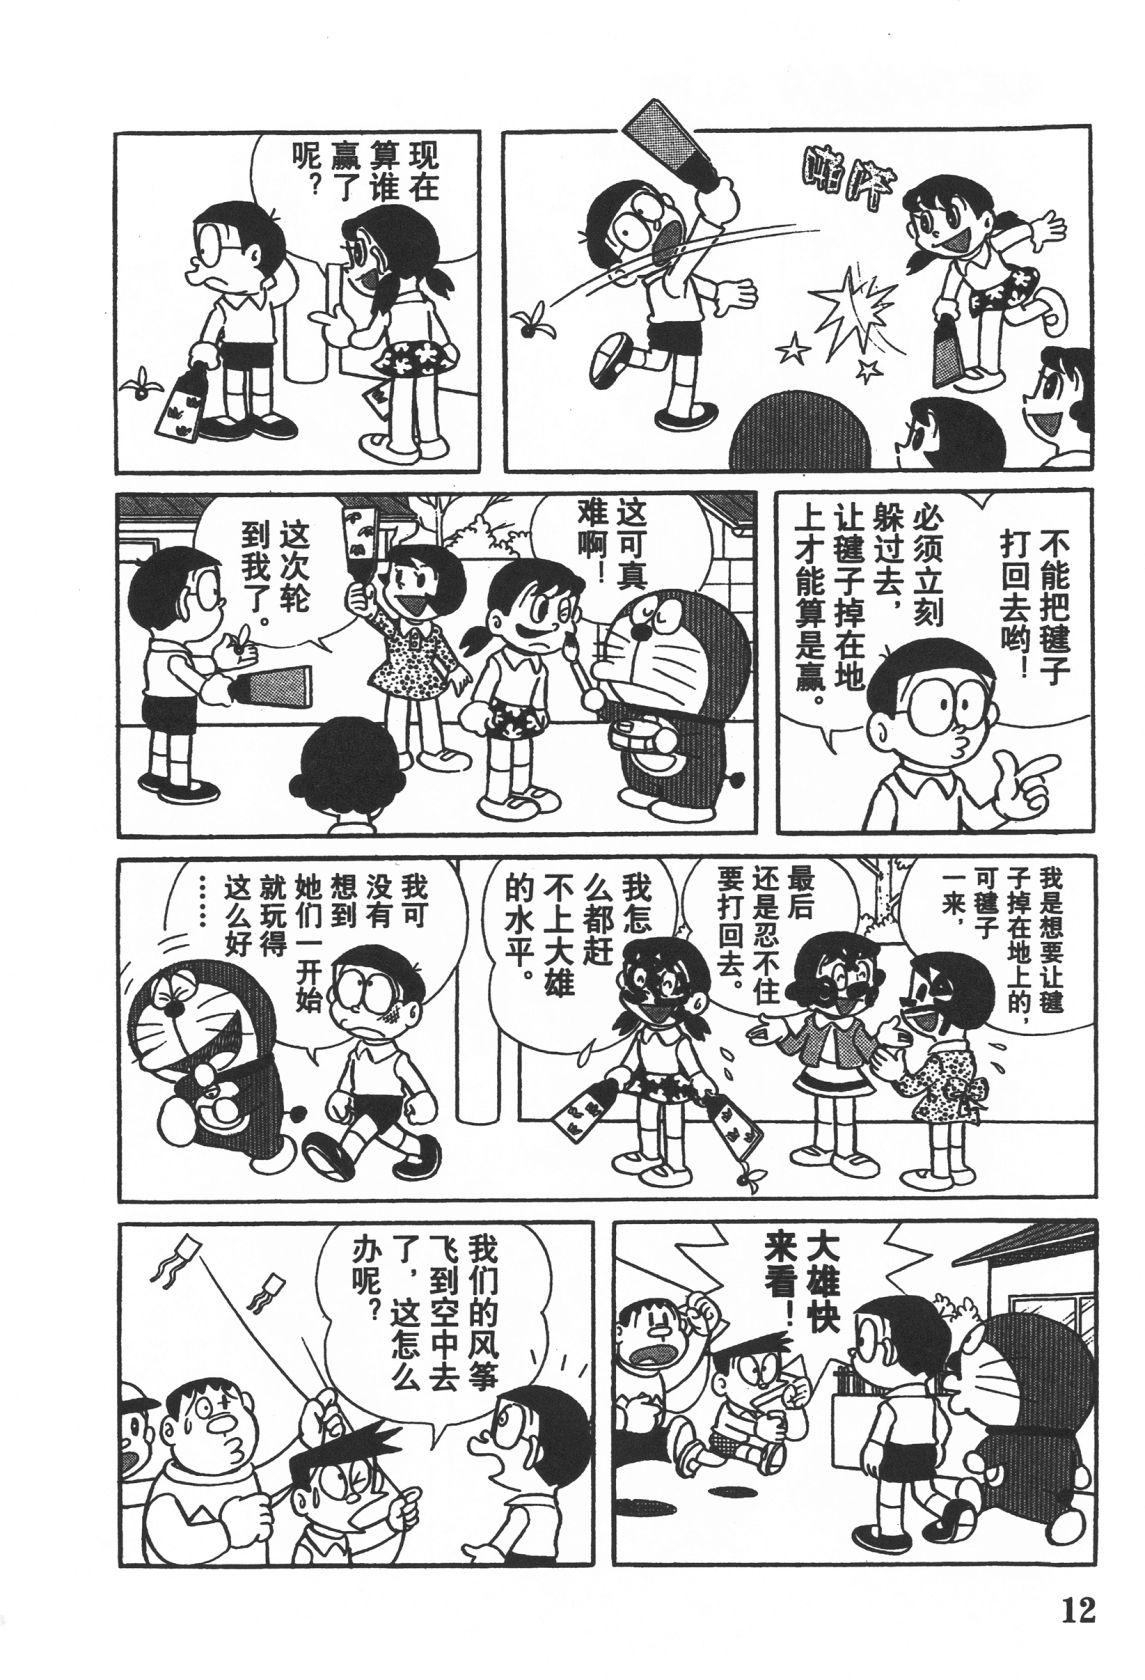 啪嚓
现在
算谁
赢了
呢？
不能把毽子
打回去哟！
必须立刻
躲过去，
让毽子掉在地
上才能算是赢。
这可真
难啊！
这次轮
到我了。
我是想要让毽
子掉在地上的，
可毽子
一来，
最后
还是忍不住
要打回去。
我怎
么都赶
不上大雄
的水平。
我可
没有
想到
她们一开始
就玩得
这么好
……
大雄快
来看！
我们的风筝
飞到空中去
了，这怎么
办呢？
12